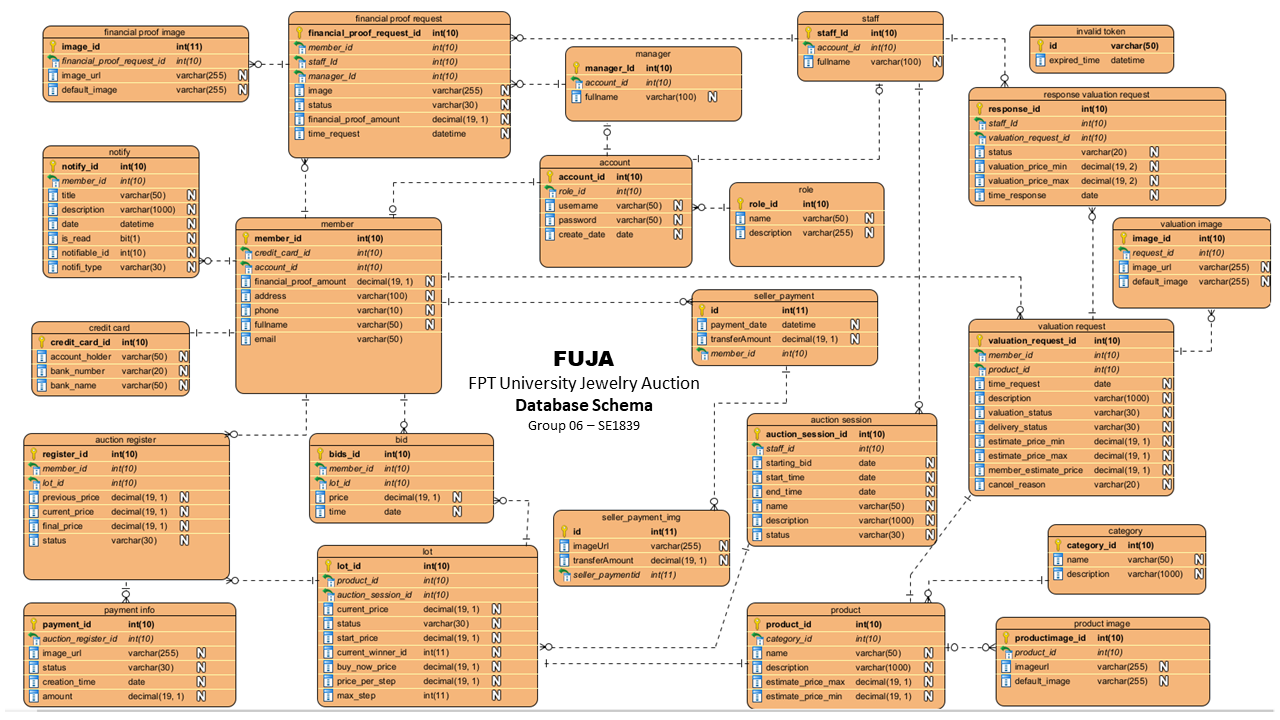 financial proof image
image_id int(11)
financial_proof_request_id int(10)
image_url varchar(255) N
default_image varchar(255) N
financial proof request
financial_proof_request_id int(10)
member_id int(10)
staff_Id int(10)
manager_Id int(10)
image varchar(255) N
status varchar(30) N
financial_proof_amount decimal(19, 1) N
time_request datetime N
manager
manager_Id int(10)
account_id int(10)
fullname varchar(100) N
staff
staff_Id int(10)
account_id int(10)
fullname varchar(100) N
invalid token
id varchar(50)
expired_time datetime
response valuation request
response_id int(10)
staff_Id int(10)
valuation_request_id int(10)
status varchar(20) N
valuation_price_min decimal(19, 2) N
valuation_price_max decimal(19, 2) N
time_response date N
notify
notify_id int(10)
member_id int(10)
title varchar(50) N
description varchar(1000) N
date datetime N
is_read bit(1) N
notifiable_id int(10) N
notifi_type varchar(30) N
account
account_id int(10)
role_id int(10)
username varchar(50) N
password varchar(50) N
create_date date N
role
role_id int(10)
name varchar(50) N
description varchar(255) N
valuation image
image_id int(10)
request_id int(10)
image_url varchar(255) N
default_image varchar(255) N
member
member_id int(10)
credit_card_id int(10)
account_id int(10)
financial_proof_amount decimal(19, 1) N
address varchar(100) N
phone varchar(10) N
fullname varchar(50) N
email varchar(50)
seller_payment
id int(11)
payment_date datetime N
transferAmount decimal(19, 1) N
member_id int(10)
credit card
credit_card_id int(10)
account_holder varchar(50) N
bank_number varchar(20) N
bank_name varchar(50) N
valuation request
valuation_request_id int(10)
member_id int(10)
product_id int(10)
time_request date N
description varchar(1000) N
valuation_status varchar(30) N
delivery_status varchar(30) N
estimate_price_min decimal(19, 1) N
estimate_price_max decimal(19, 1) N
member_estimate_price decimal(19, 1) N
cancel_reason varchar(20) N
FUJA
FPT University Jewelry Auction
Database Schema
Group 06 – SE1839
auction register
register_id int(10)
member_id int(10)
lot_id int(10)
previous_price decimal(19, 1) N
current_price decimal(19, 1) N
final_price decimal(19, 1) N
status varchar(30) N
bid
bids_id int(10)
member_id int(10)
lot_id int(10)
price decimal(19, 1) N
time date N
auction session
auction_session_id int(10)
staff_id int(10)
starting_bid date N
start_time date N
end_time date N
name varchar(50) N
description varchar(1000) N
status varchar(30) N
seller_payment_img
id int(11)
imageUrl varchar(255) N
transferAmount decimal(19, 1) N
seller_paymentid int(11)
category
category_id int(10)
name varchar(50) N
description varchar(1000) N
lot
lot_id int(10)
product_id int(10)
auction_session_id int(10)
current_price decimal(19, 1) N
status varchar(30) N
start_price decimal(19, 1) N
current_winner_id int(11) N
buy_now_price decimal(19, 1) N
price_per_step decimal(19, 1) N
max_step int(11) N
payment info
payment_id int(10)
auction_register_id int(10)
image_url varchar(255) N
status varchar(30) N
creation_time date N
amount decimal(19, 1) N
product
product_id int(10)
category_id int(10)
name varchar(50) N
description varchar(1000) N
estimate_price_max decimal(19, 1) N
estimate_price_min decimal(19, 1) N
product image
productimage_id int(10)
product_id int(10)
imageurl varchar(255) N
default_image varchar(255) N